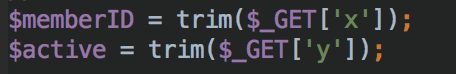 $memberID = trim($_GET['x']);
$active = trim($_GET['y']);